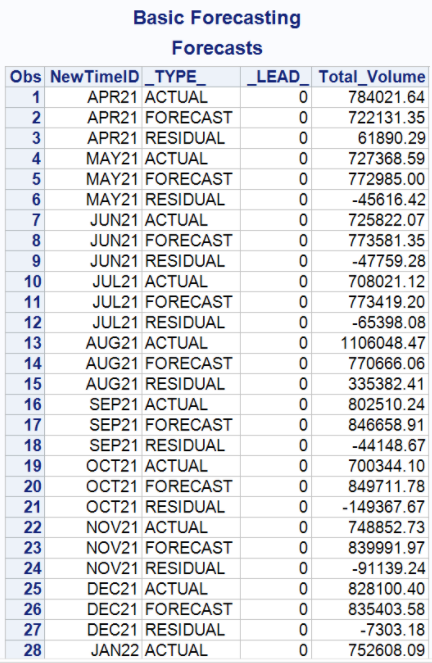 Basic Forecasting
Forecasts
Obs NewTimeID _TYPE_ _LEAD_ Total_Volume
1 APR21 ACTUAL 0 784021.64
2 APR21 FORECAST 0 722131.35
3 APR21 RESIDUAL 0 61890.29
4 MAY21 ACTUAL 0 727368.59
5 MAY21 FORECAST 0 772985.00
6 MAY21 RESIDUAL 0 -45616.42
7 JUN21 ACTUAL 0 725822.07
8 JUN21 FORECAST 0 773581.35
9 JUN21 RESIDUAL 0 -47759.28
10 JUL21 ACTUAL 0 708021.12
11 JUL21 FORECAST 0 773419.20
12 JUL21 RESIDUAL 0 -65398.08
13 AUG21 ACTUAL 0 1106048.47
14 AUG21 FORECAST 0 770666.06
15 AUG21 RESIDUAL 0 335382.41
16 SEP21 ACTUAL 0 802510.24
17 SEP21 FORECAST 0 846658.91
18 SEP21 RESIDUAL 0 -44148.67
19 OCT21 ACTUAL 0 700344.10
20 OCT21 FORECAST 0 849711.78
21 OCT21 RESIDUAL 0 -149367.67
22 NOV21 ACTUAL 0 748852.73
23 NOV21 FORECAST 0 839991.97
24 NOV21 RESIDUAL 0 -91139.24
25 DEC21 ACTUAL 0 828100.40
26 DEC21 FORECAST 0 835403.58
27 DEC21 RESIDUAL 0 -7303.18
28 JAN22 ACTUAL 0 752608.09